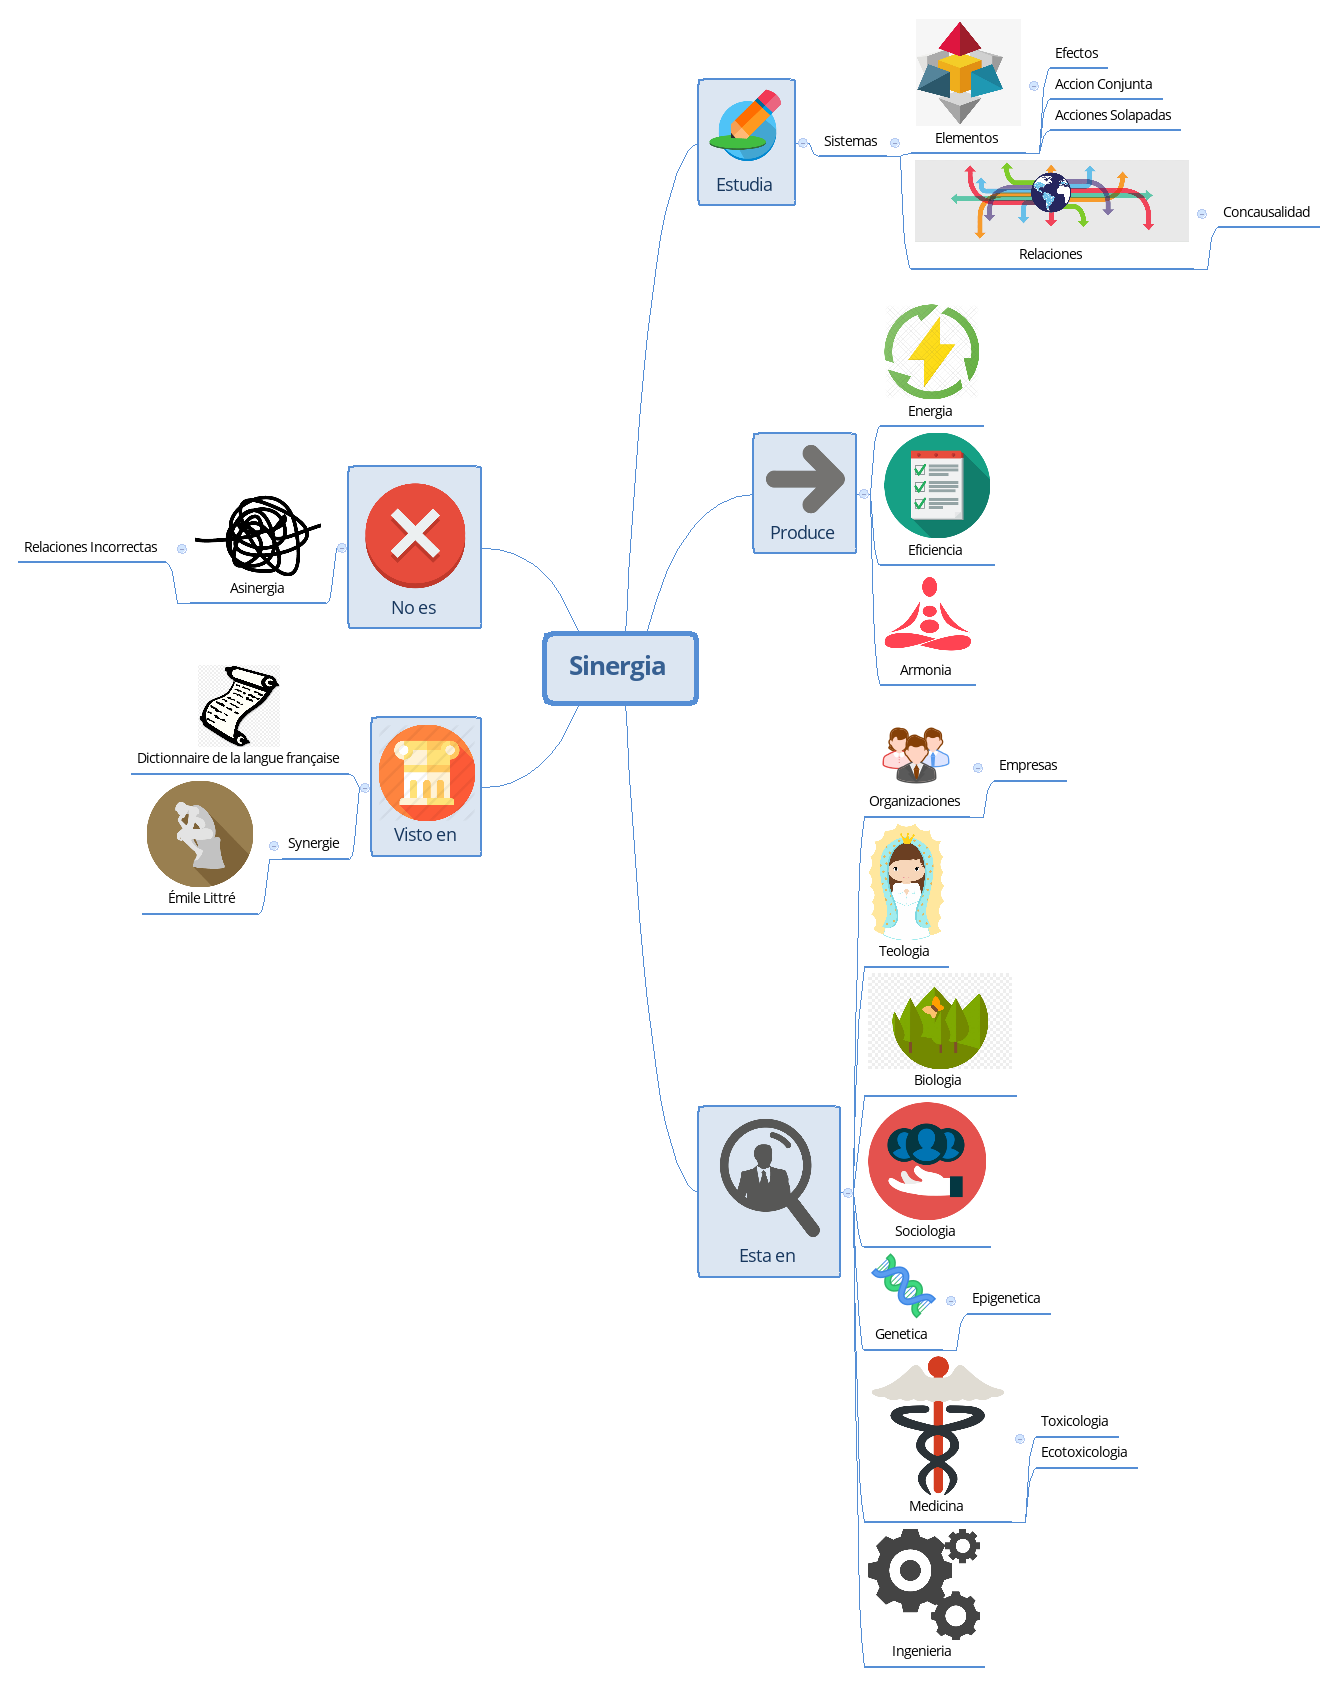 Sinergia
Estudia
Sistemas
Elementos
Efectos
Accion Conjunta
Acciones Solapadas
Relaciones
Concausalidad
Produce
Energia
Eficiencia
Armonia
Esta en
Organizaciones
Empresas
Teologia
Biologia
Sociologia
Genetica
Epigenetica
Medicina
Toxicologia
Ecotoxicologia
Ingenieria
No es
Asinergia
Relaciones Incorrectas
Visto en
Dictionnaire de la langue française
Synergie
Émile Littré